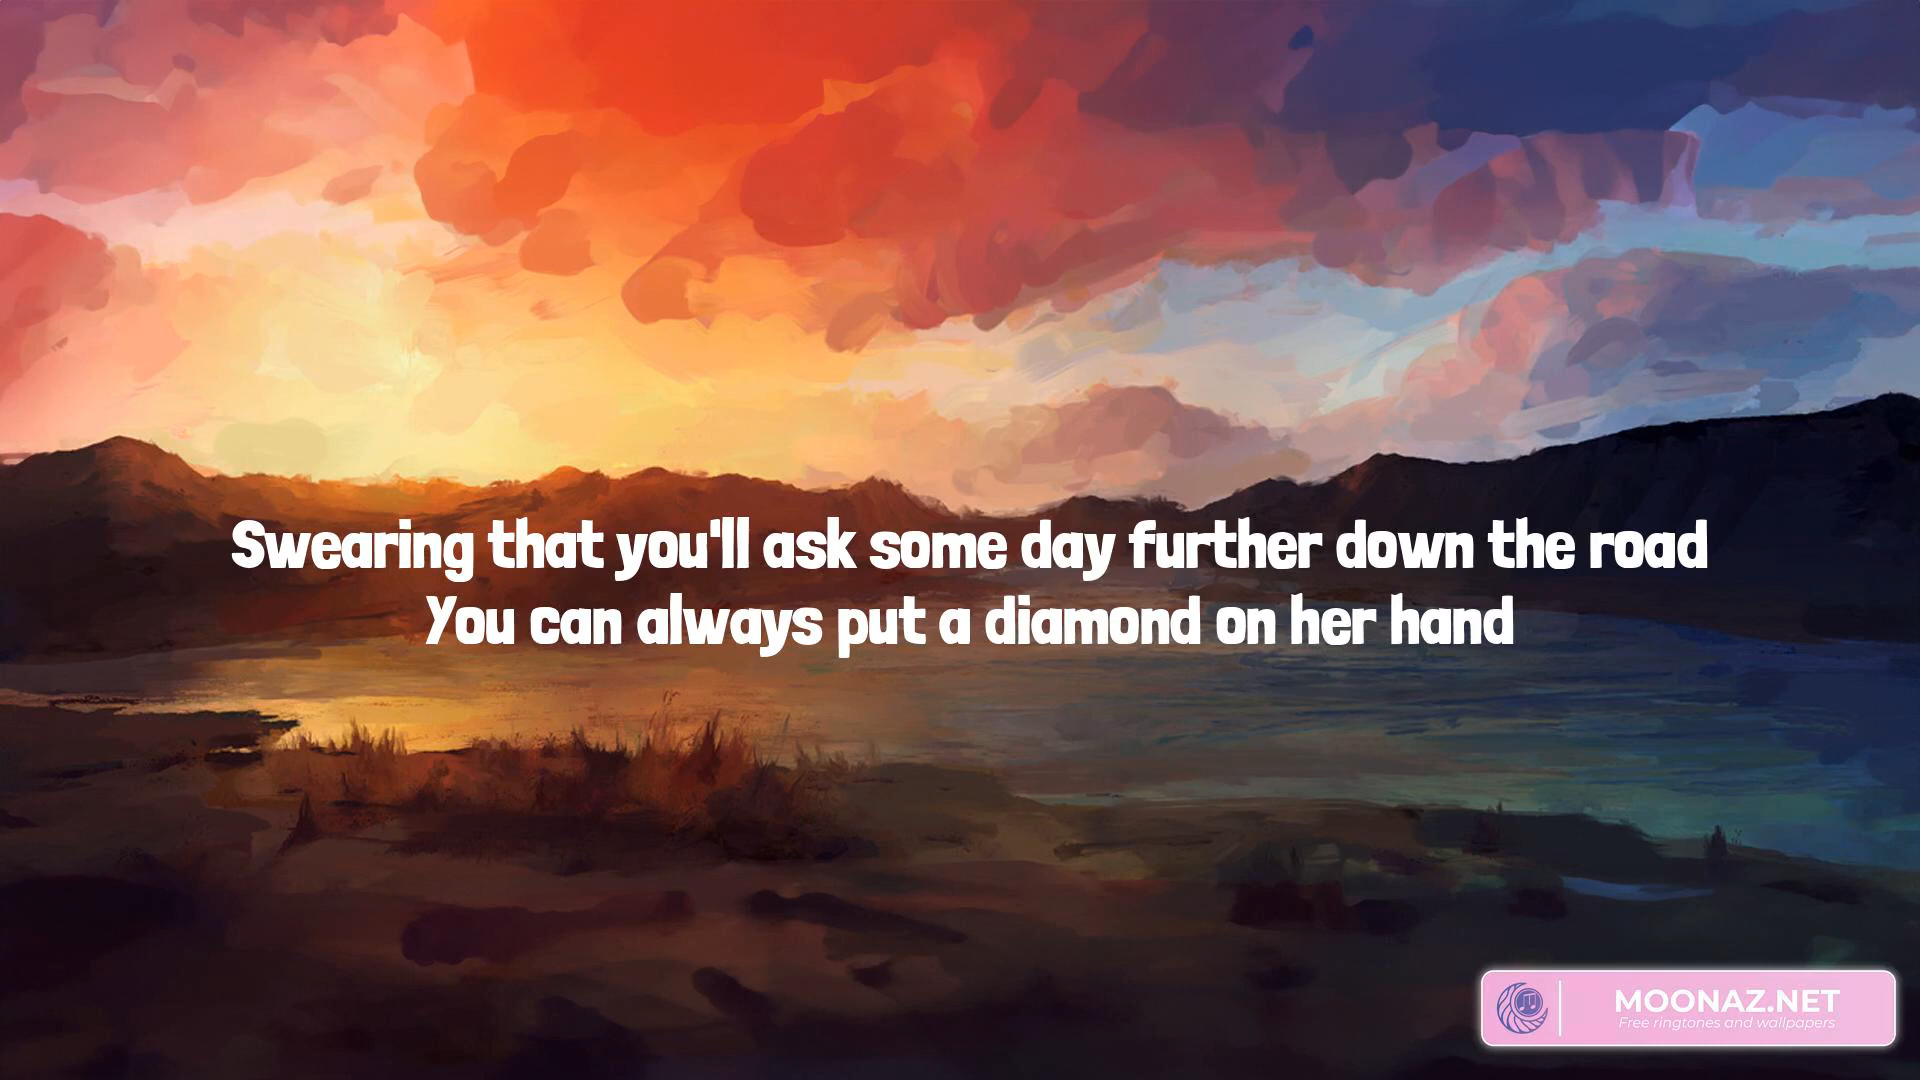 Swearing that you'll ask some day further down the road
You can always put a diamond on her hand
MOONAZ.NET
Free ringtones and wallpapers